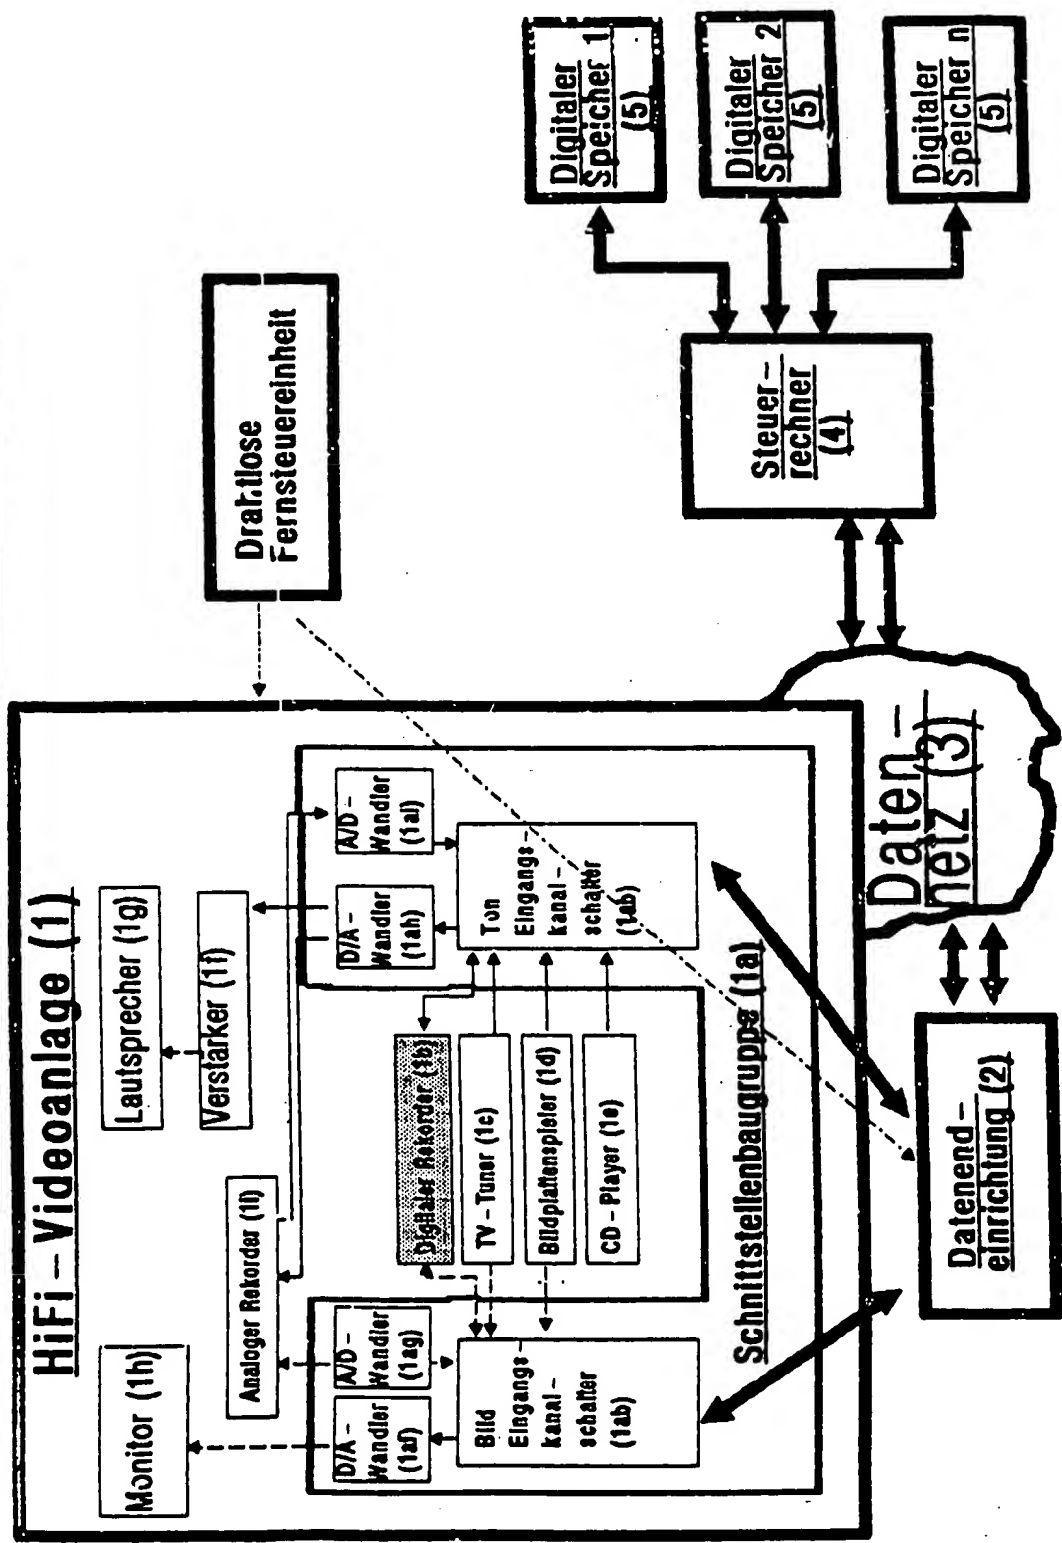 HiFi – Videoanlage (1)
Monitor (1h)
Analoger Rekorder (1i)
Lautsprecher (1g)
Verstärker (1f)
D/A –
Wandler
(1af)
A/D –
Wandler
(1ag)
D/A –
Wandler
(1ah)
A/D –
Wandler
(1ai)
Bild
Eingangs –
kanal –
schalter
(1ab)
Digitaler Rekorder (1b)
TV – Tuner (1c)
Bildplattenspieler (1d)
CD – Player (1e)
Ton
Eingangs –
kanal –
schalter
(1ab)
Schnittstellenbaugruppe (1a)
Drahtlose
Fernsteuereinheit
Datenend –
einrichtung (2)
Daten –
netz (3)
Steuer –
rechner
(4)
Digitaler
Speicher 1
(5)
Digitaler
Speicher 2
(5)
Digitaler
Speicher n
(5)